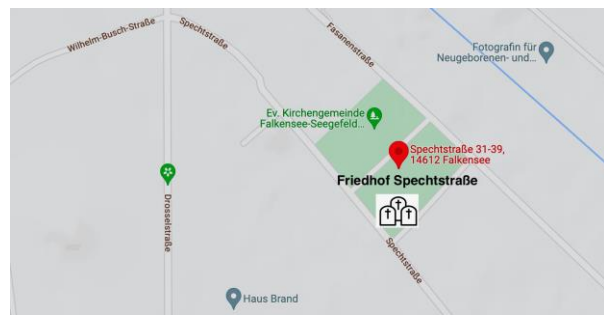 Wilhelm-Busch-Straße
Spechtstraße
Fasanenstraße
Fotografin für
Neugeborenen- und...
Ev. Kirchengemeinde
Falkensee-Seegefeld...
Spechtstraße 31-39,
14612 Falkensee
Friedhof Spechtstraße
Drosselstraße
Spechtstraße
Haus Brand